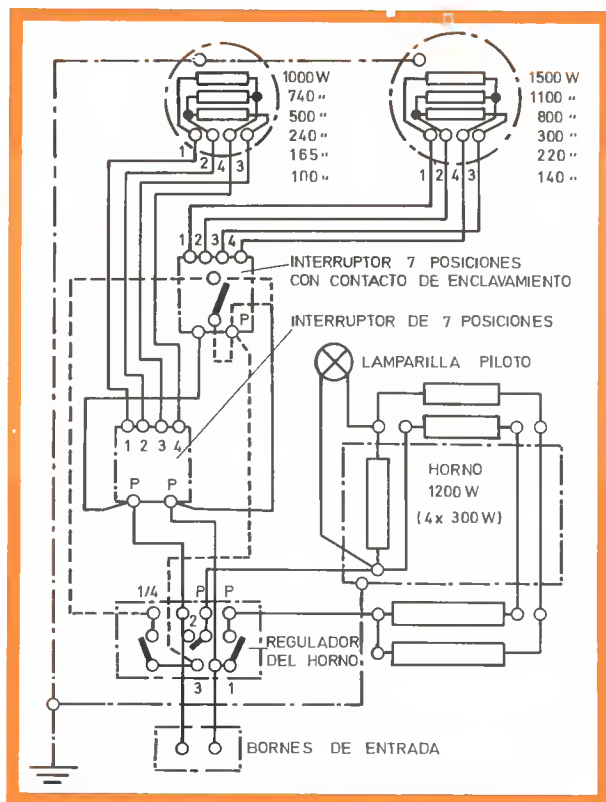 1000 W
740 "
500 "
240 "
165 "
100 "
1500 W
1100 "
800 "
300 "
220 "
140 "
1 2 4 3
1 2 4 3
1 2 3 4
INTERRUPTOR 7 POSICIONES
CON CONTACTO DE ENCLAVAMIENTO
P
INTERRUPTOR DE 7 POSICIONES
LAMPARILLA PILOTO
1 2 3 4
P P
HORNO
1200 W
(4 x 300 W)
1/4 P P
2
REGULADOR
DEL HORNO
3 1
BORNES DE ENTRADA